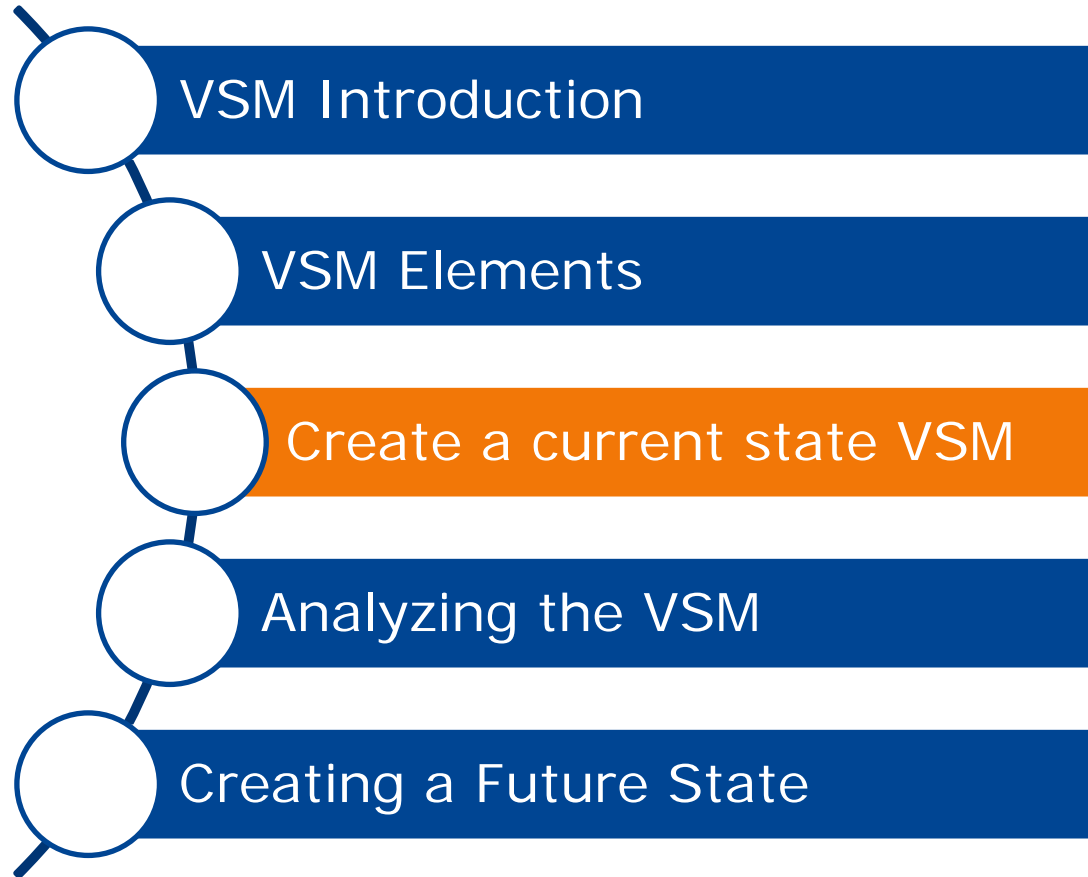 VSM Introduction
VSM Elements
Create a current state VSM
Analyzing the VSM
Creating a Future State